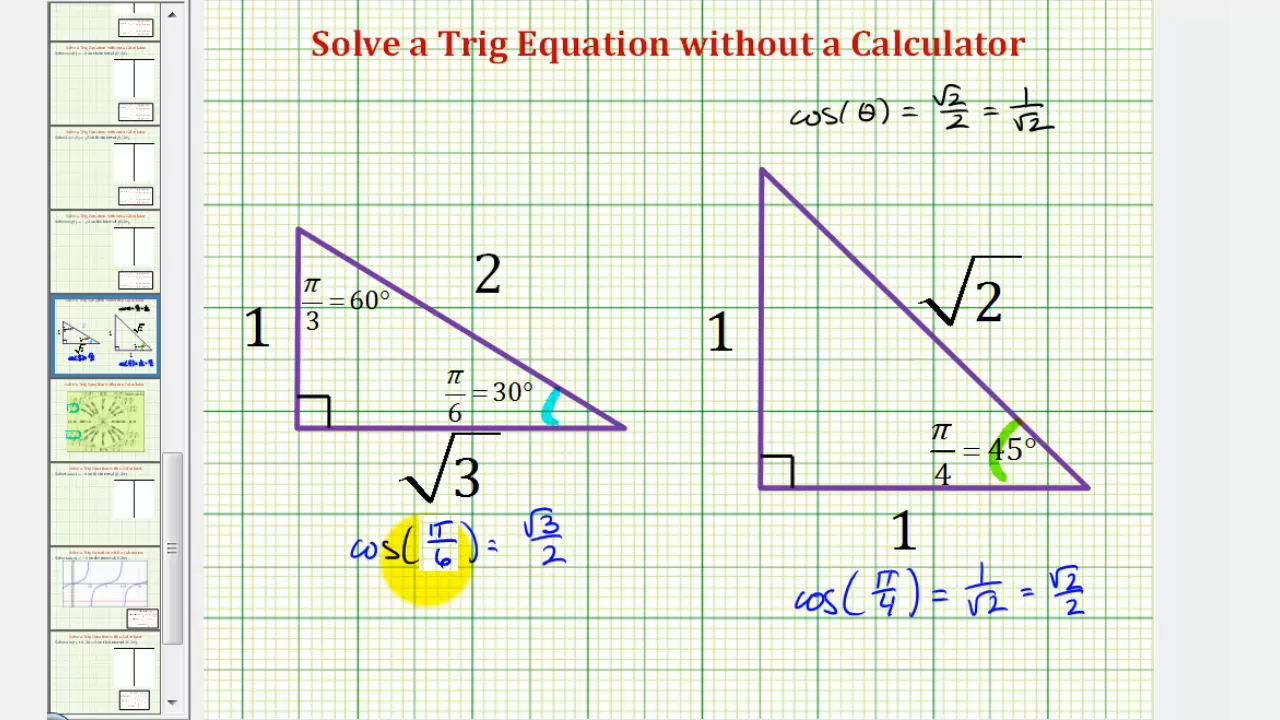 Solve a Trig Equation without a Calculator
cos(θ) = √2/2 = 1/√2
π/3 = 60°
2
1
π/6 = 30°
√3
cos(π/6) = √3/2
√2
1
π/4 = 45°
1
cos(π/4) = 1/√2 = √2/2